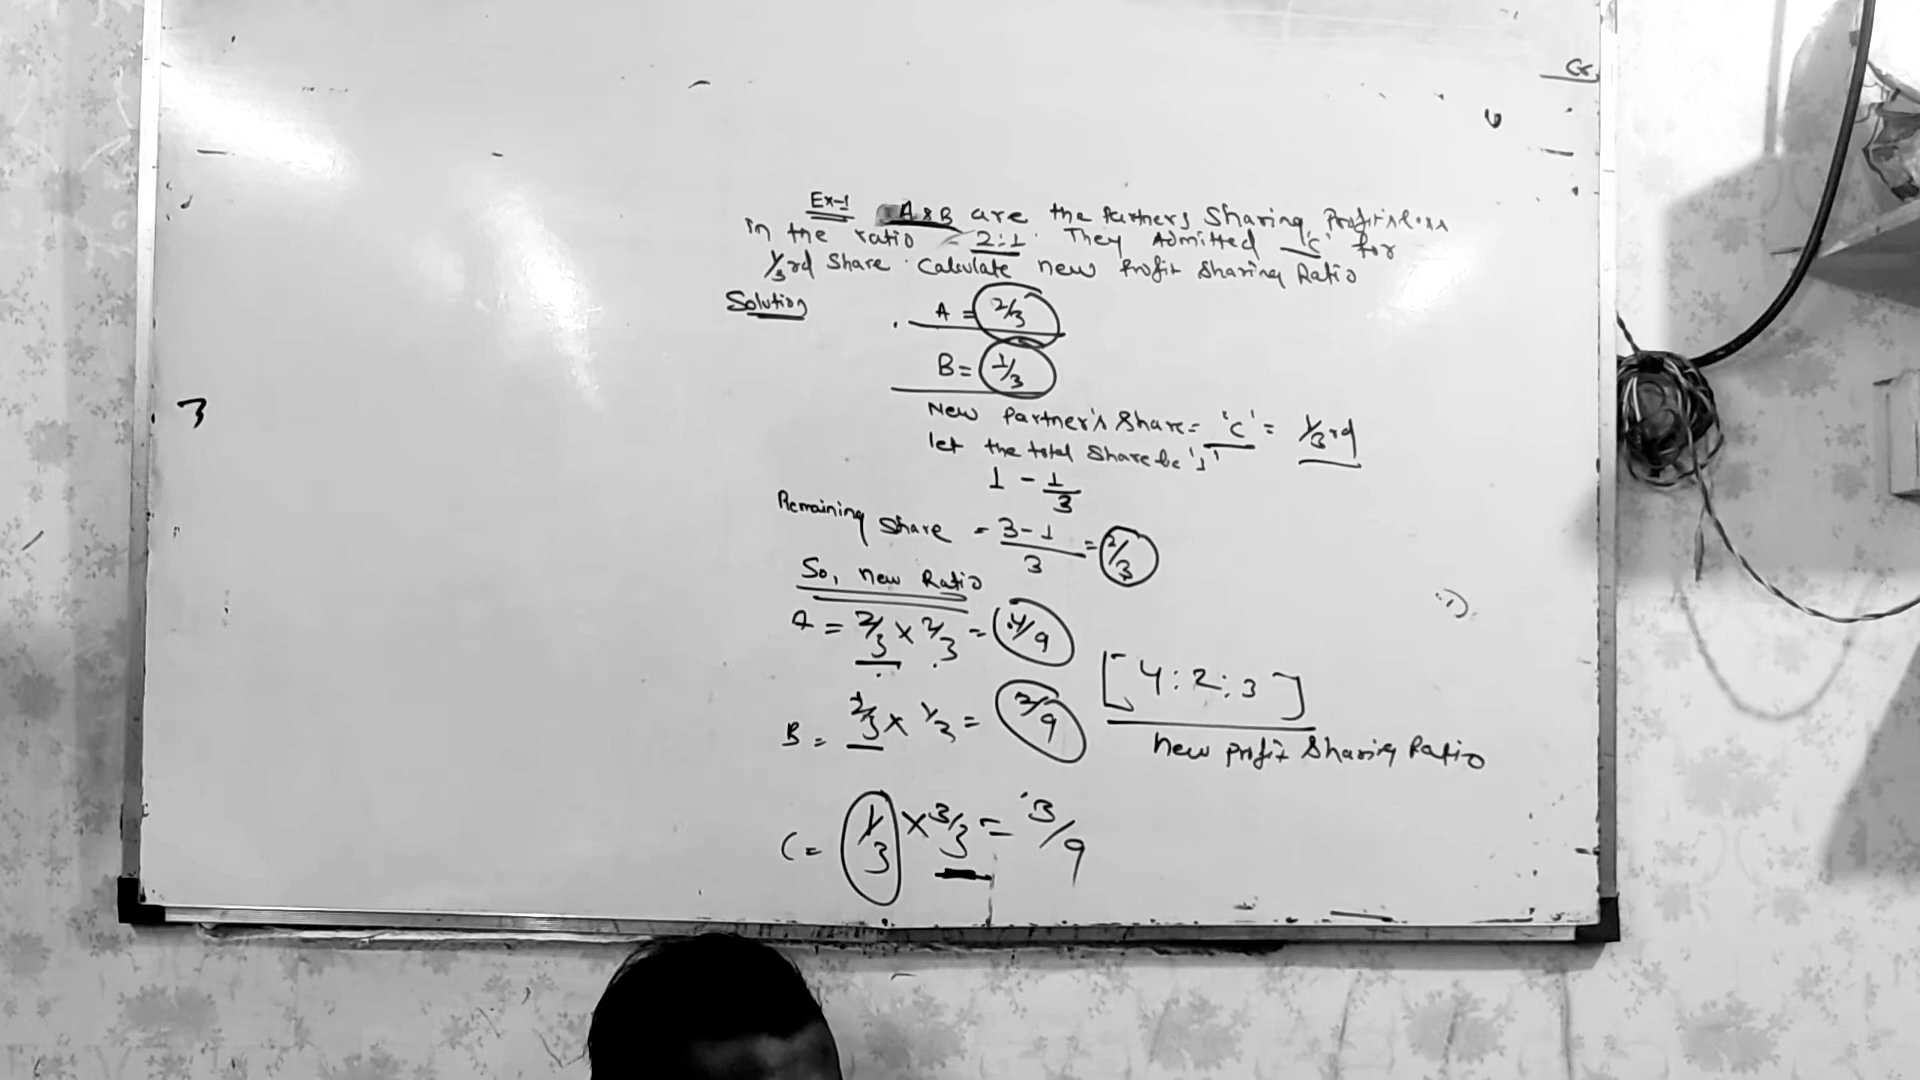 Ex-1 A & B are the Partners Sharing Profit & loss
in the ratio = 2:1. They Admitted 'C' for
1/3rd Share. Calculate new Profit Sharing Ratio
Solution
A = 2/3
B = 1/3
New Partner's Share = 'C' = 1/3rd
let the total Share be '1'
1 - 1/3
Remaining Share = 3-1/3 = 2/3
So, new Ratio
A = 2/3 x 2/3 = 4/9
B = 2/3 x 1/3 = 2/9
[4:2:3]
New Profit Sharing Ratio
C = 1/3 x 3/3 = 3/9